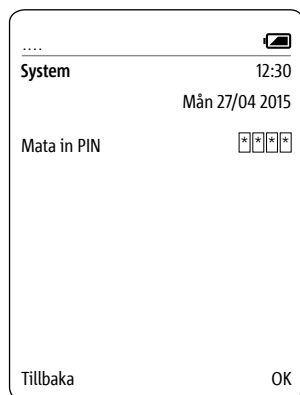 ....
System 12:30
Mån 27/04 2015
Mata in PIN ****
Tillbaka OK